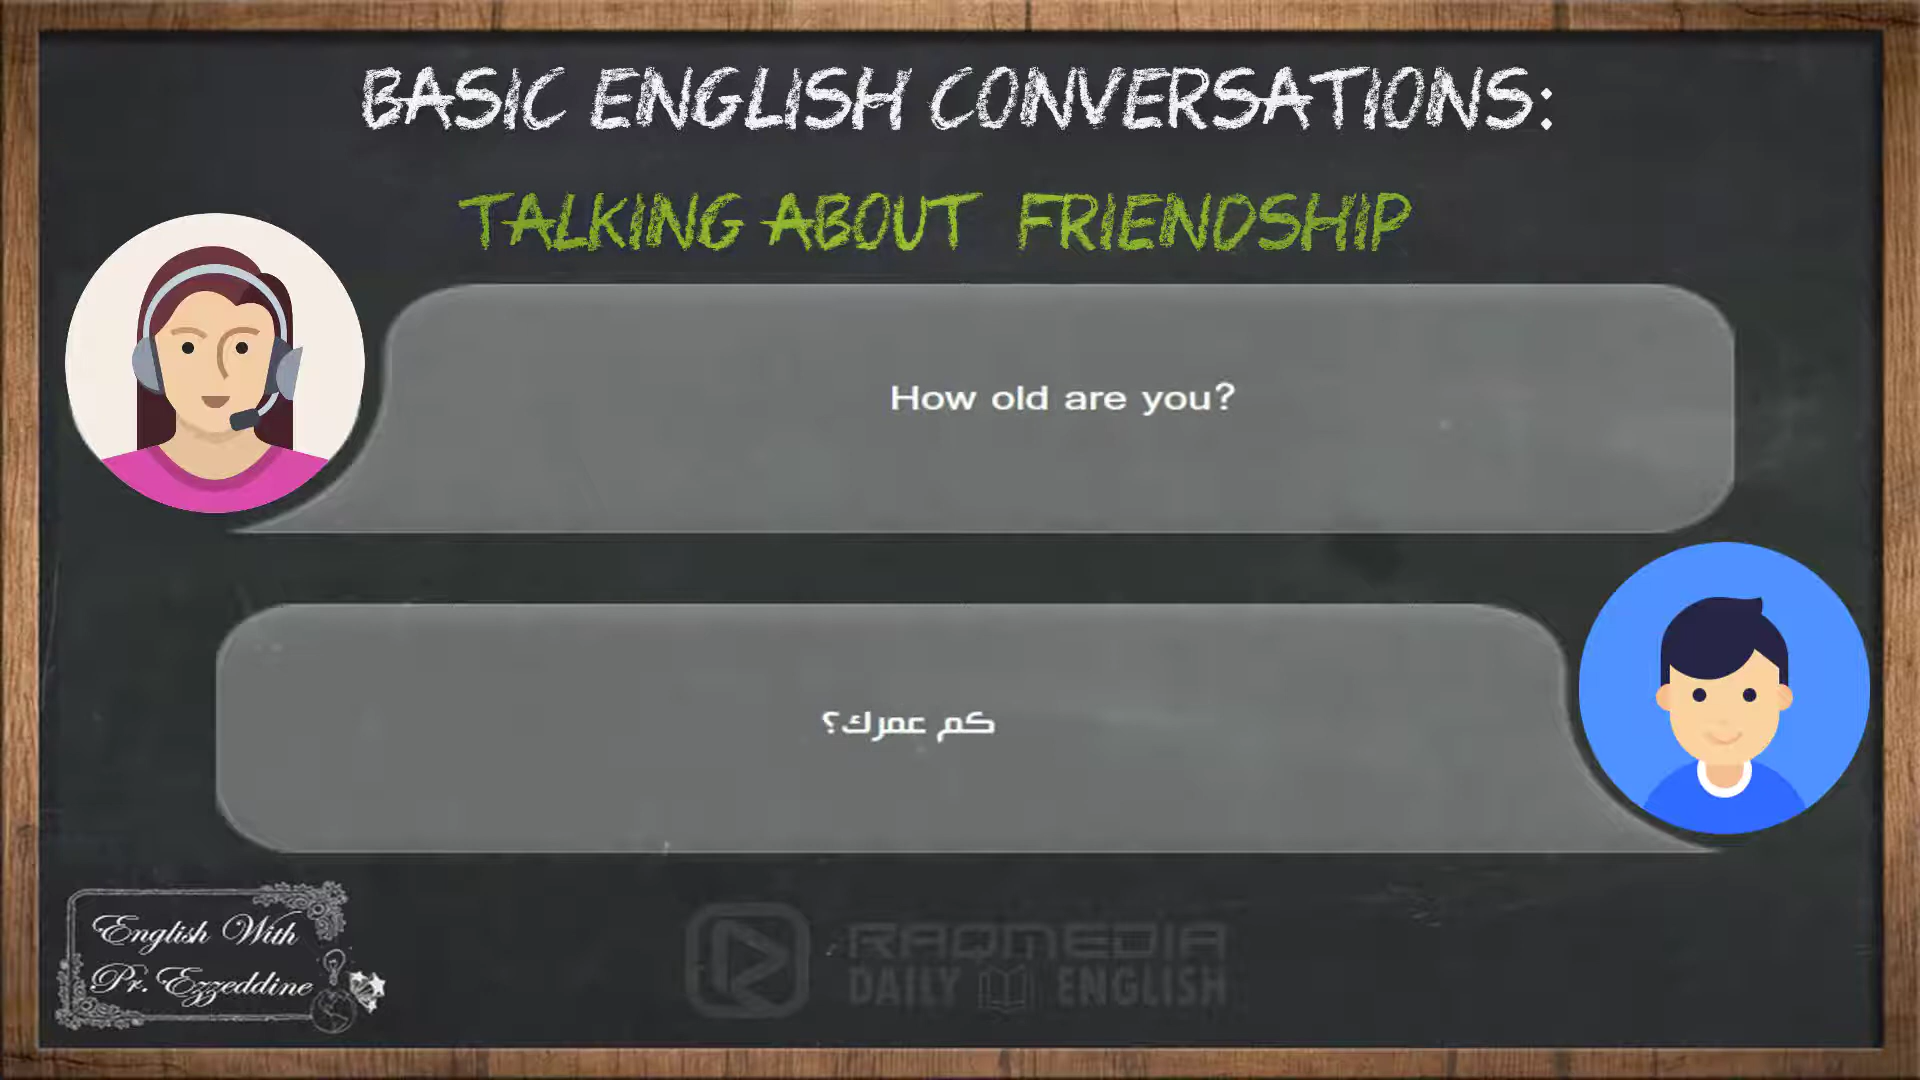 BASIC ENGLISH CONVERSATIONS:
TALKING ABOUT FRIENDSHIP
How old are you?
كم عمرك؟
English With
Pr. Ezzeddine
RAQMEDIA
DAILY ENGLISH